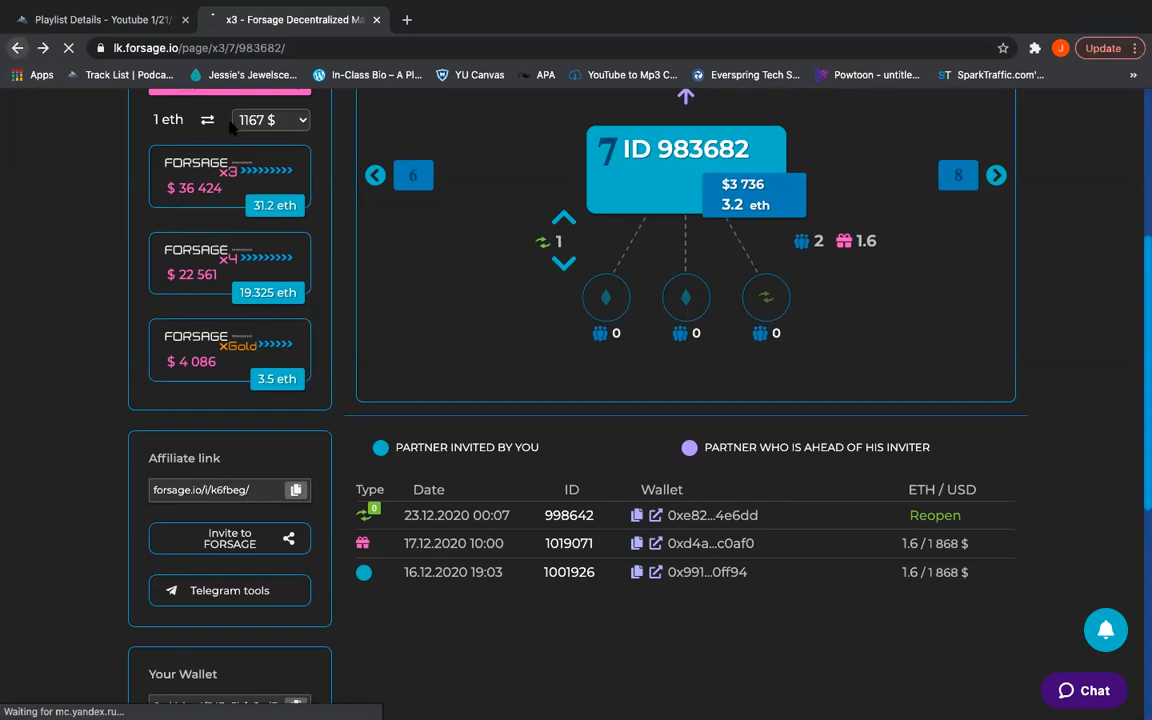 Playlist Details - Youtube 1/21/
x3 - Forsage Decentralized Ma
lk.forsage.io/page/x3/7/983682/
J
Update
Apps
Track List | Podca...
Jessie's Jewelsce...
In-Class Bio – A Pl...
YU Canvas
APA
YouTube to Mp3 C...
Everspring Tech S...
Powtoon - untitle...
ST SparkTraffic.com'...
»
1 eth
1167 $
FORSAGE
x3
$ 36 424
31.2 eth
FORSAGE
x4
$ 22 561
19.325 eth
FORSAGE
xGold
$ 4 086
3.5 eth
6
7 ID 983682
$3 736
3.2 eth
8
1
2
1.6
0
0
0
Affiliate link
forsage.io/i/k6fbeg/
Invite to
FORSAGE
Telegram tools
Your Wallet
PARTNER INVITED BY YOU
PARTNER WHO IS AHEAD OF HIS INVITER
Type Date ID Wallet ETH / USD
0 23.12.2020 00:07 998642 0xe82...4e6dd Reopen
17.12.2020 10:00 1019071 0xd4a...c0af0 1.6 / 1 868 $
16.12.2020 19:03 1001926 0x991...0ff94 1.6 / 1 868 $
Chat
Waiting for mc.yandex.ru...